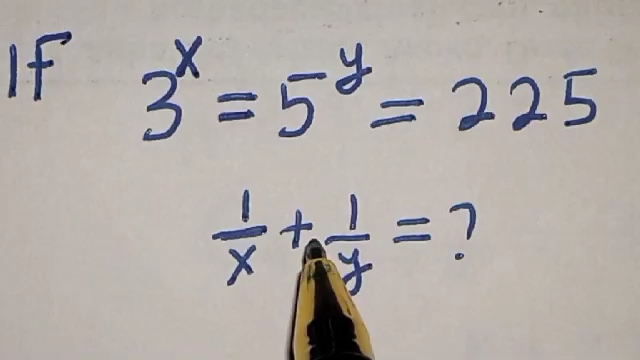 IF 3^x = 5^y = 225
1/x + 1/y = ?